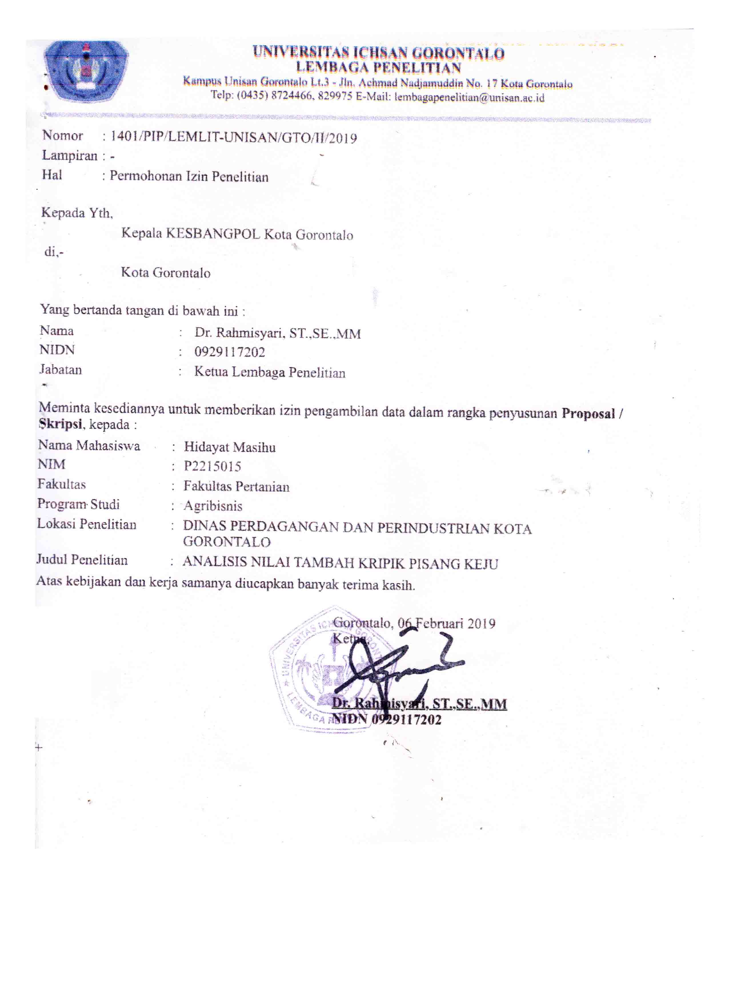 UNIVERSITAS ICHSAN GORONTALO
LEMBAGA PENELITIAN
Kampus Unisan Gorontalo Lt.3 - Jln. Achmad Nadjamuddin No. 17 Kota Gorontalo
Telp: (0435) 8724466, 829975 E-Mail: lembagapenelitian@unisan.ac.id
Nomor : 1401/PIP/LEMLIT-UNISAN/GTO/II/2019
Lampiran : -
Hal : Permohonan Izin Penelitian
Kepada Yth,
Kepala KESBANGPOL Kota Gorontalo
di,-
Kota Gorontalo
Yang bertanda tangan di bawah ini :
Nama : Dr. Rahmisyari, ST.,SE.,MM
NIDN : 0929117202
Jabatan : Ketua Lembaga Penelitian
Meminta kesediannya untuk memberikan izin pengambilan data dalam rangka penyusunan Proposal /
Skripsi, kepada :
Nama Mahasiswa : Hidayat Masihu
NIM : P2215015
Fakultas : Fakultas Pertanian
Program Studi : Agribisnis
Lokasi Penelitian : DINAS PERDAGANGAN DAN PERINDUSTRIAN KOTA
GORONTALO
Judul Penelitian : ANALISIS NILAI TAMBAH KRIPIK PISANG KEJU
Atas kebijakan dan kerja samanya diucapkan banyak terima kasih.
Gorontalo, 06 Februari 2019
Ketua,
UNIVERSITAS ICHSAN
LEMBAGA
Dr. Rahmisyari, ST.,SE.,MM
NIDN 0929117202